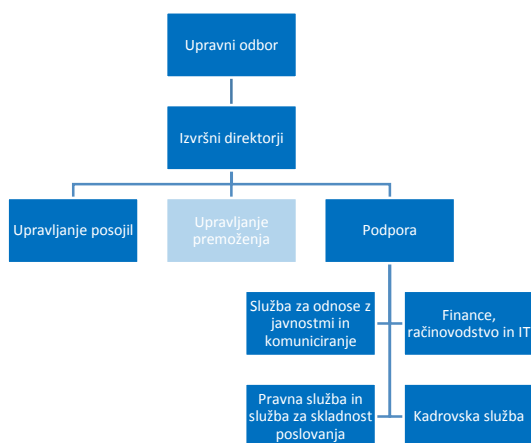 Upravni odbor
Izvršni direktorji
Upravljanje posojil
Upravljanje
premoženja
Podpora
Služba za odnose z
javnostmi in
komuniciranje
Finance,
računovodstvo in IT
Pravna služba in
služba za skladnost
poslovanja
Kadrovska služba